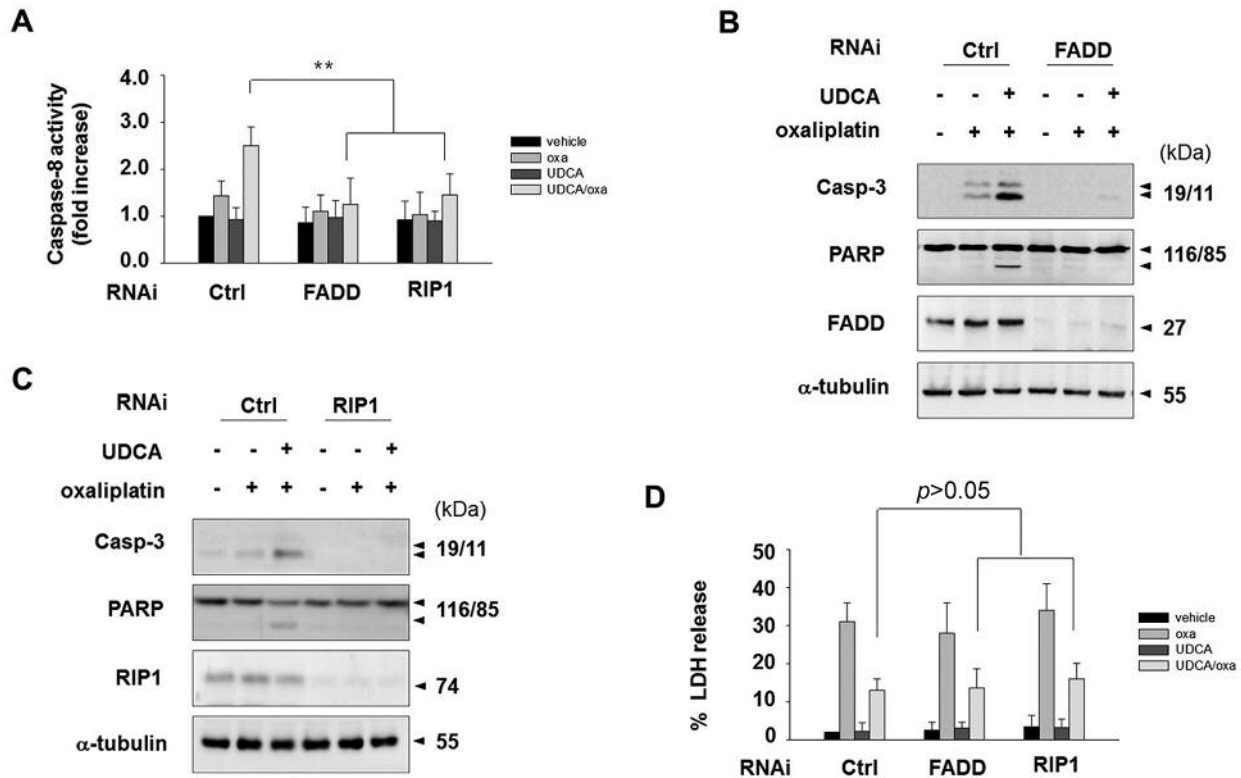 A
Caspase-8 activity
(fold increase)
4.0
3.0
2.0
1.0
0.0
**
vehicle
oxa
UDCA
UDCA/oxa
RNAi Ctrl FADD RIP1
B
RNAi Ctrl FADD
UDCA - - + - - +
oxaliplatin - + + - + +
(kDa)
Casp-3 19/11
PARP 116/85
FADD 27
α-tubulin 55
C
RNAi Ctrl RIP1
UDCA - - + - - +
oxaliplatin - + + - + +
(kDa)
Casp-3 19/11
PARP 116/85
RIP1 74
α-tubulin 55
D
p>0.05
% LDH release
50
40
30
20
10
0
vehicle
oxa
UDCA
UDCA/oxa
RNAi Ctrl FADD RIP1